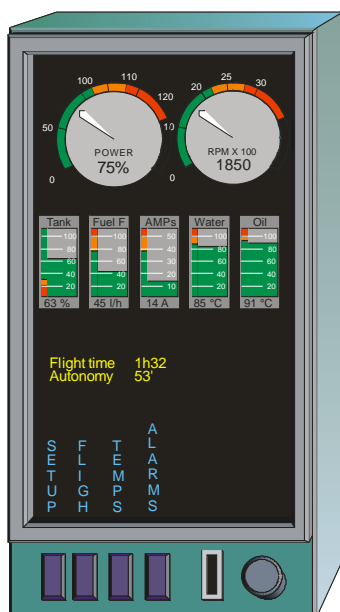 100 110
50 120
0
POWER
75%
20 25 30
10
0
RPM X 100
1850
Tank Fuel F AMPs Water Oil
100 100 50 100 100
80 80 40 80 80
60 60 30 60 60
40 40 20 40 40
20 20 10 20 20
63 % 45 l/h 14 A 85 °C 91 °C
Flight time 1h32
Autonomy 53'
SETUP
FLIGH
TEMPS
ALARMS